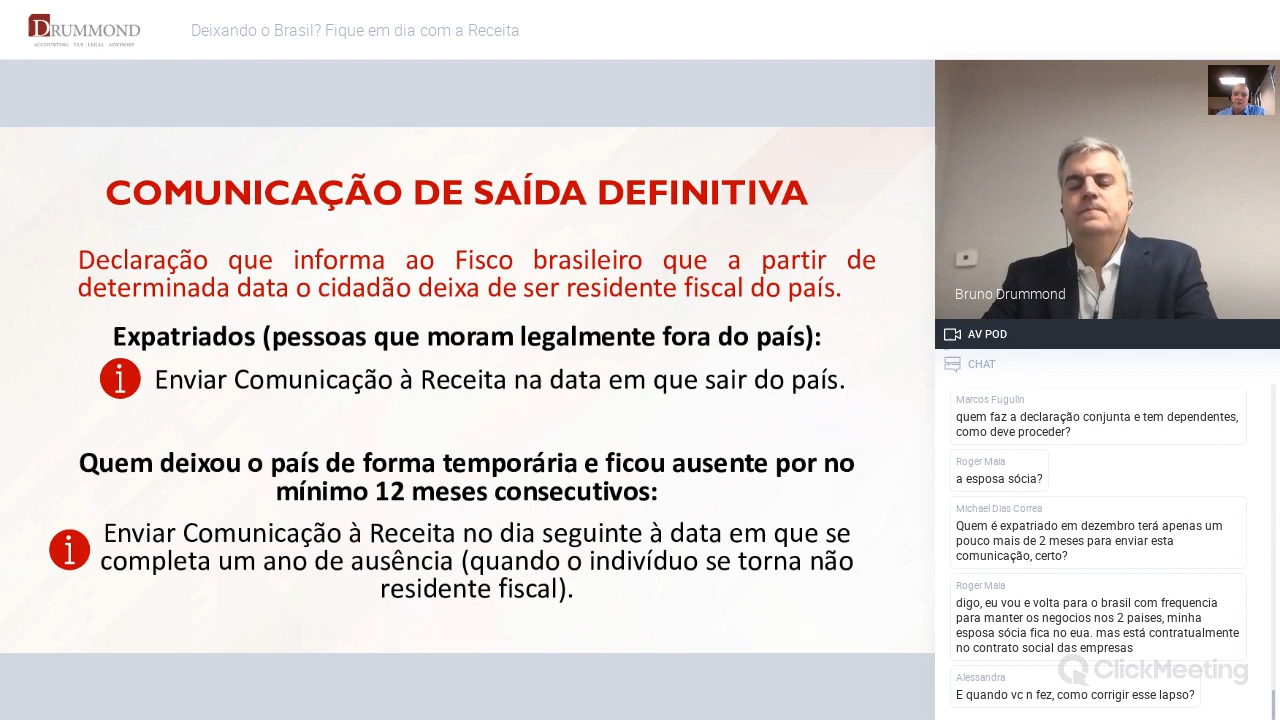 DRUMMOND
ACCOUNTING · TAX · LEGAL · ADVISORY
Deixando o Brasil? Fique em dia com a Receita
COMUNICAÇÃO DE SAÍDA DEFINITIVA
Declaração que informa ao Fisco brasileiro que a partir de
determinada data o cidadão deixa de ser residente fiscal do país.
Expatriados (pessoas que moram legalmente fora do país):
Enviar Comunicação à Receita na data em que sair do país.
Quem deixou o país de forma temporária e ficou ausente por no
mínimo 12 meses consecutivos:
Enviar Comunicação à Receita no dia seguinte à data em que se
completa um ano de ausência (quando o indivíduo se torna não
residente fiscal).
Bruno Drummond
AV POD
CHAT
Marcos Fugulin
quem faz a declaração conjunta e tem dependentes,
como deve proceder?
Roger Maia
a esposa sócia?
Michael Dias Correa
Quem é expatriado em dezembro terá apenas um
pouco mais de 2 meses para enviar esta
comunicação, certo?
Roger Maia
digo, eu vou e volta para o brasil com frequencia
para manter os negocios nos 2 paises, minha
esposa sócia fica no eua. mas está contratualmente
no contrato social das empresas
ClickMeeting
Alessandra
E quando vc n fez, como corrigir esse lapso?